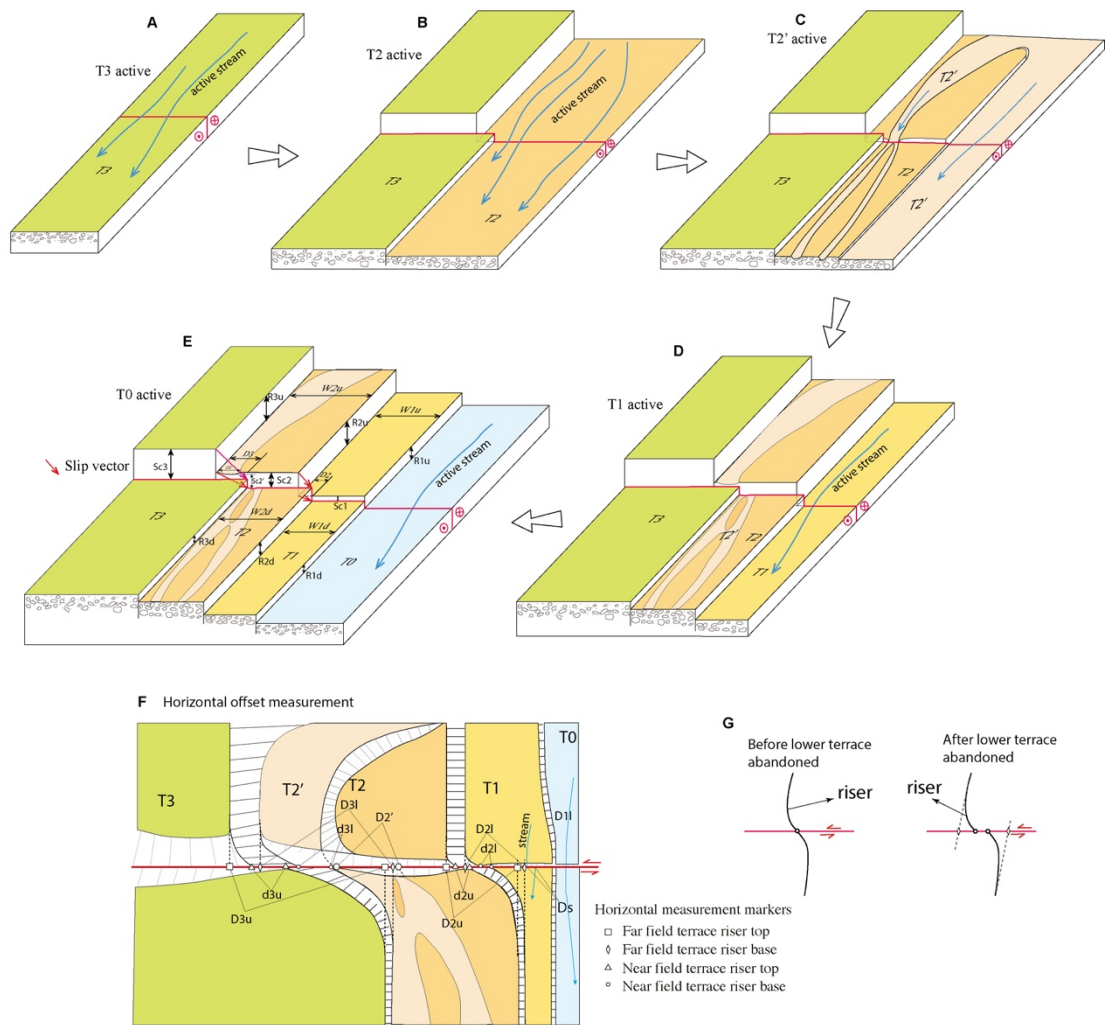 A
T3 active
active stream
T3
B
T2 active
active stream
T3
T2
C
T2' active
T2'
T3
T2
T2'
D
T1 active
active stream
T3
T2'
T2
T1
E
T0 active
Slip vector
R3u
W2u
R2u
W1u
R1u
Sc3
D3
Sc2'
Sc2
D2
Sc1
active stream
T3
W2d
R3d
T2
W1d
R2d
T1
R1d
T0
F Horizontal offset measurement
T3
T2'
T2
T1
T0
D3l
d3l
D2'
D2l
d2l
stream
D1l
d3u
D3u
d2u
D2u
Ds
Horizontal measurement markers
Far field terrace riser top
Far field terrace riser base
Near field terrace riser top
Near field terrace riser base
G
Before lower terrace
abandoned
riser
After lower terrace
abandoned
riser